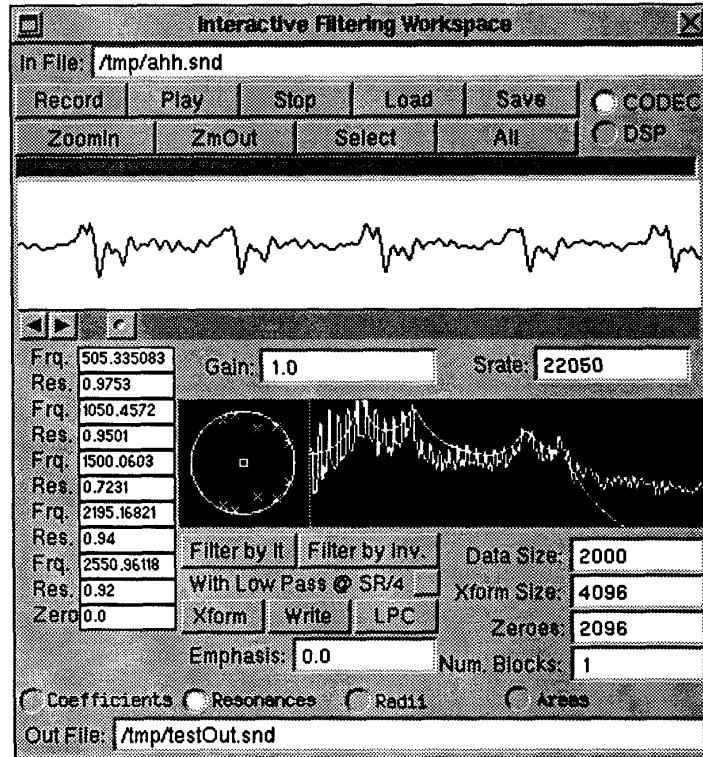 Interactive Filtering Workspace
In File: /tmp/ahh.snd
Record Play Stop Load Save
CODEC
ZoomIn ZmOut Select All
DSP
Frq. 505.335083
Res. 0.9753
Frq. 1050.4572
Res. 0.9501
Frq. 1500.0603
Res. 0.7231
Frq. 2195.16821
Res. 0.94
Frq. 2550.96118
Res. 0.92
Zero 0.0
Gain: 1.0
Srate: 22050
Filter by It Filter by Inv.
With Low Pass @ SR/4
Xform Write LPC
Emphasis: 0.0
Data Size: 2000
Xform Size: 4096
Zeroes: 2096
Num. Blocks: 1
Coefficients Resonances Radii Areas
Out File: /tmp/testOut.snd